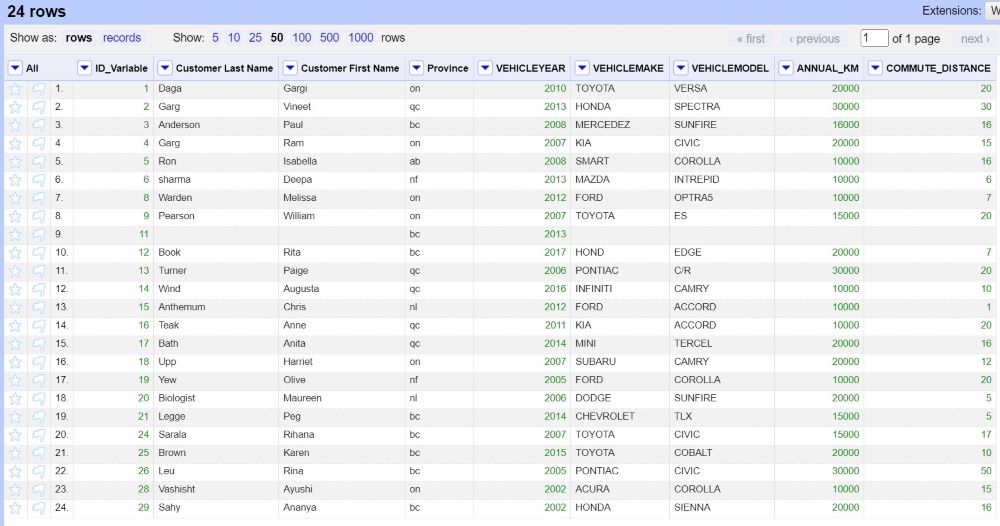 24 rows Extensions: W
Show as: rows records Show: 5 10 25 50 100 500 1000 rows « first ‹ previous 1 of 1 page next ›
All ID_Variable Customer Last Name Customer First Name Province VEHICLEYEAR VEHICLEMAKE VEHICLEMODEL ANNUAL_KM COMMUTE_DISTANCE
1. 1 Daga Gargi on 2010 TOYOTA VERSA 20000 20
2. 2 Garg Vineet qc 2013 HONDA SPECTRA 30000 30
3. 3 Anderson Paul bc 2008 MERCEDEZ SUNFIRE 16000 16
4. 4 Garg Ram on 2007 KIA CIVIC 20000 15
5. 5 Ron Isabella ab 2008 SMART COROLLA 10000 16
6. 6 sharma Deepa nf 2013 MAZDA INTREPID 10000 6
7. 8 Warden Melissa on 2012 FORD OPTRA5 10000 7
8. 9 Pearson William on 2007 TOYOTA ES 15000 20
9. 11 bc 2013
10. 12 Book Rita bc 2017 HOND EDGE 20000 7
11. 13 Turner Paige qc 2006 PONTIAC C/R 30000 20
12. 14 Wind Augusta qc 2016 INFINITI CAMRY 10000 10
13. 15 Anthemum Chris nl 2012 FORD ACCORD 10000 1
14. 16 Teak Anne qc 2011 KIA ACCORD 10000 20
15. 17 Bath Anita qc 2014 MINI TERCEL 20000 16
16. 18 Upp Harriet on 2007 SUBARU CAMRY 20000 12
17. 19 Yew Olive nf 2005 FORD COROLLA 10000 20
18. 20 Biologist Maureen nl 2006 DODGE SUNFIRE 20000 5
19. 21 Legge Peg bc 2014 CHEVROLET TLX 15000 5
20. 24 Sarala Rihana bc 2007 TOYOTA CIVIC 15000 17
21. 25 Brown Karen bc 2015 TOYOTA COBALT 20000 10
22. 26 Leu Rina bc 2005 PONTIAC CIVIC 30000 50
23. 28 Vashisht Ayushi on 2002 ACURA COROLLA 10000 15
24. 29 Sahy Ananya bc 2002 HONDA SIENNA 20000 16